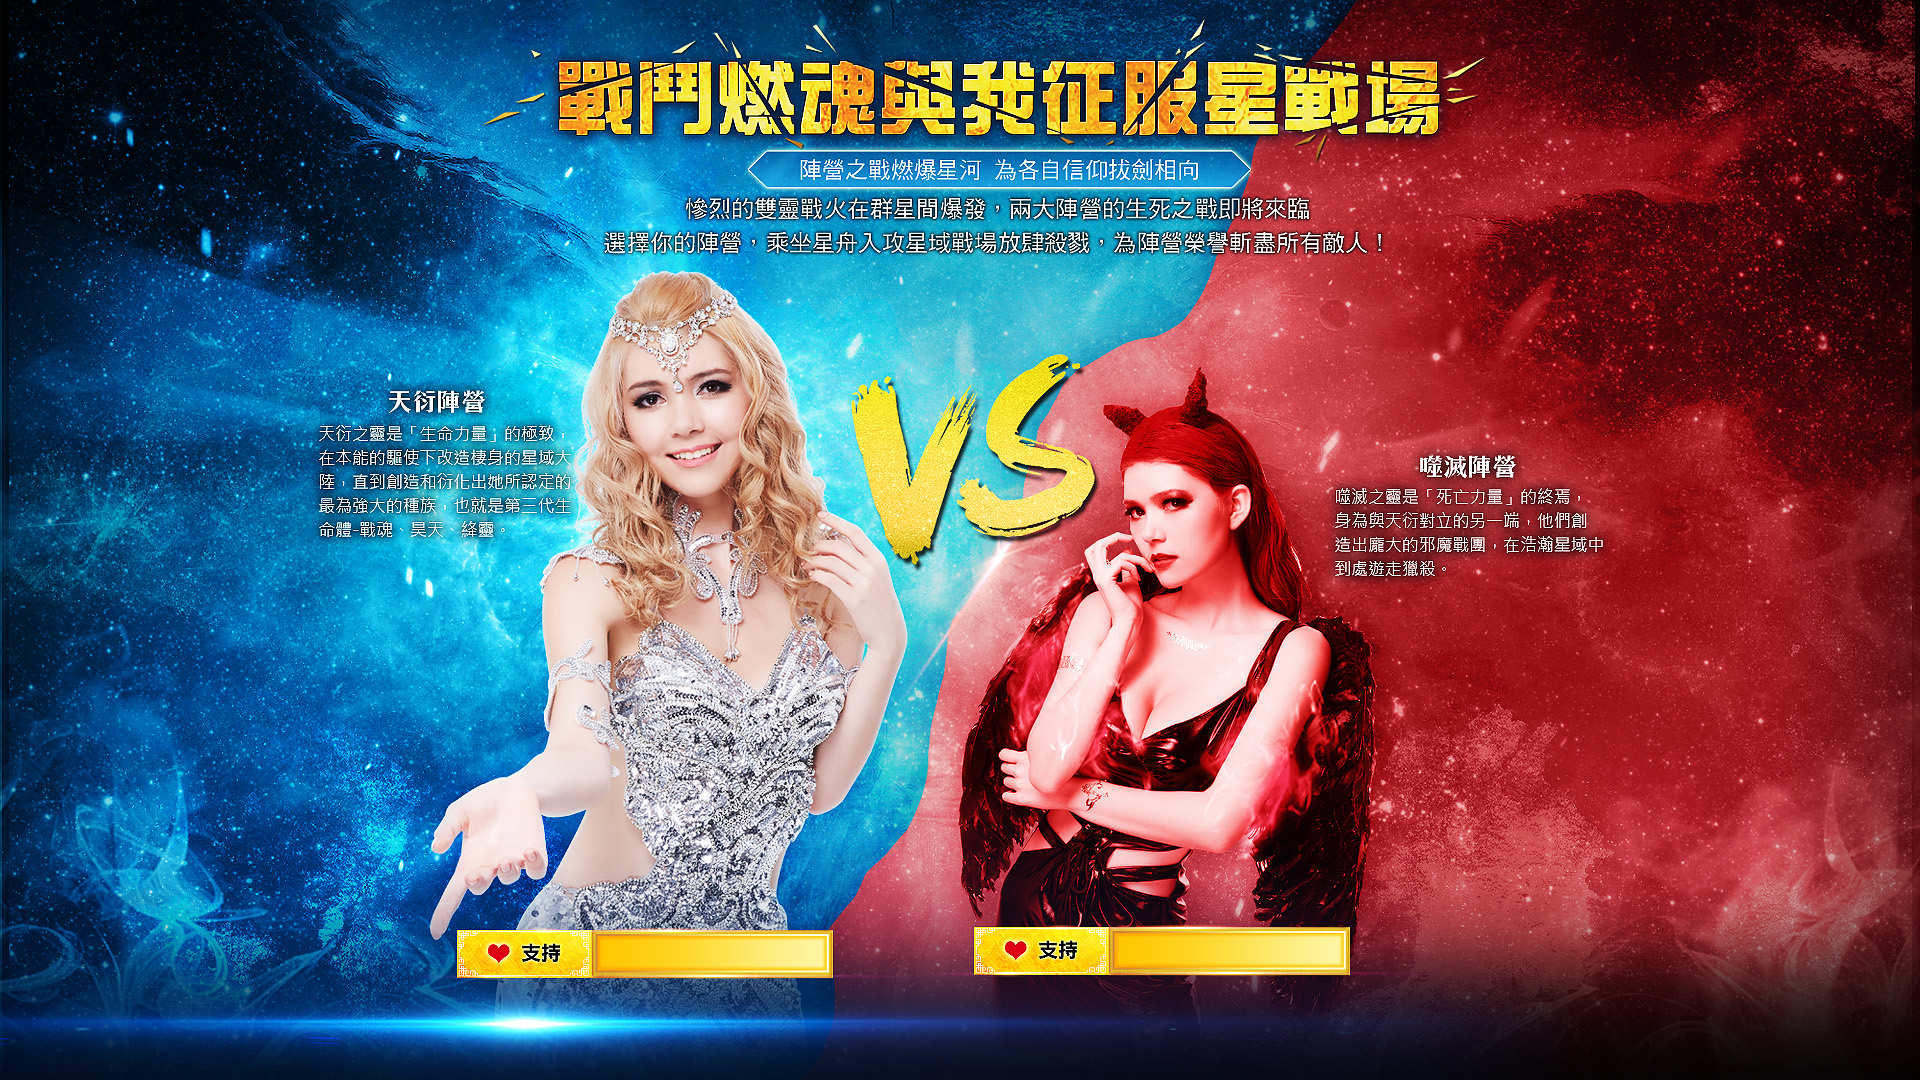 戰鬥燃魂與我征服星戰場
陣營之戰燃爆星河 為各自信仰拔劍相向
慘烈的雙靈戰火在群星間爆發，兩大陣營的生死之戰即將來臨
選擇你的陣營，乘坐星舟入攻星域戰場放肆殺戮，為陣營榮譽斬盡所有敵人！
VS
天衍陣營
天衍之靈是「生命力量」的極致，
在本能的驅使下改造棲身的星域大
陸，直到創造和衍化出她所認定的
最為強大的種族，也就是第三代生
命體-戰魂、昊天、絳靈。
噬滅陣營
噬滅之靈是「死亡力量」的終焉，
身為與天衍對立的另一端，他們創
造出龐大的邪魔戰團，在浩瀚星域中
到處遊走獵殺。
支持
支持